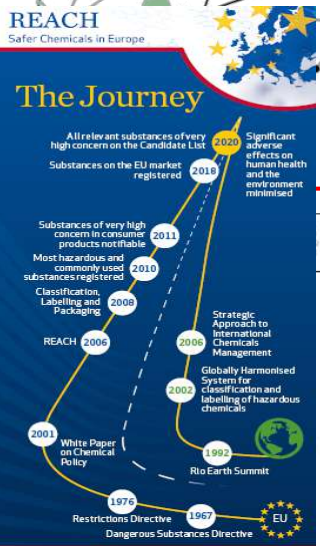 REACH
Safer Chemicals in Europe
The Journey
All relevant substances of very
high concern on the Candidate List
2020
Significant
adverse
effects on
human health
and the
environment
minimised
Substances on the EU market
registered
2018
Substances of very high
concern in consumer
products notifiable
2011
Most hazardous and
commonly used
substances registered
2010
Classification,
Labelling and
Packaging
2008
REACH
2006
Strategic
Approach to
International
Chemicals
Management
2006
Globally Harmonised
System for
classification and
labelling of hazardous
chemicals
2002
2001
White Paper
on Chemical
Policy
1992
Rio Earth Summit
1976
Restrictions Directive
1967
Dangerous Substances Directive
EU